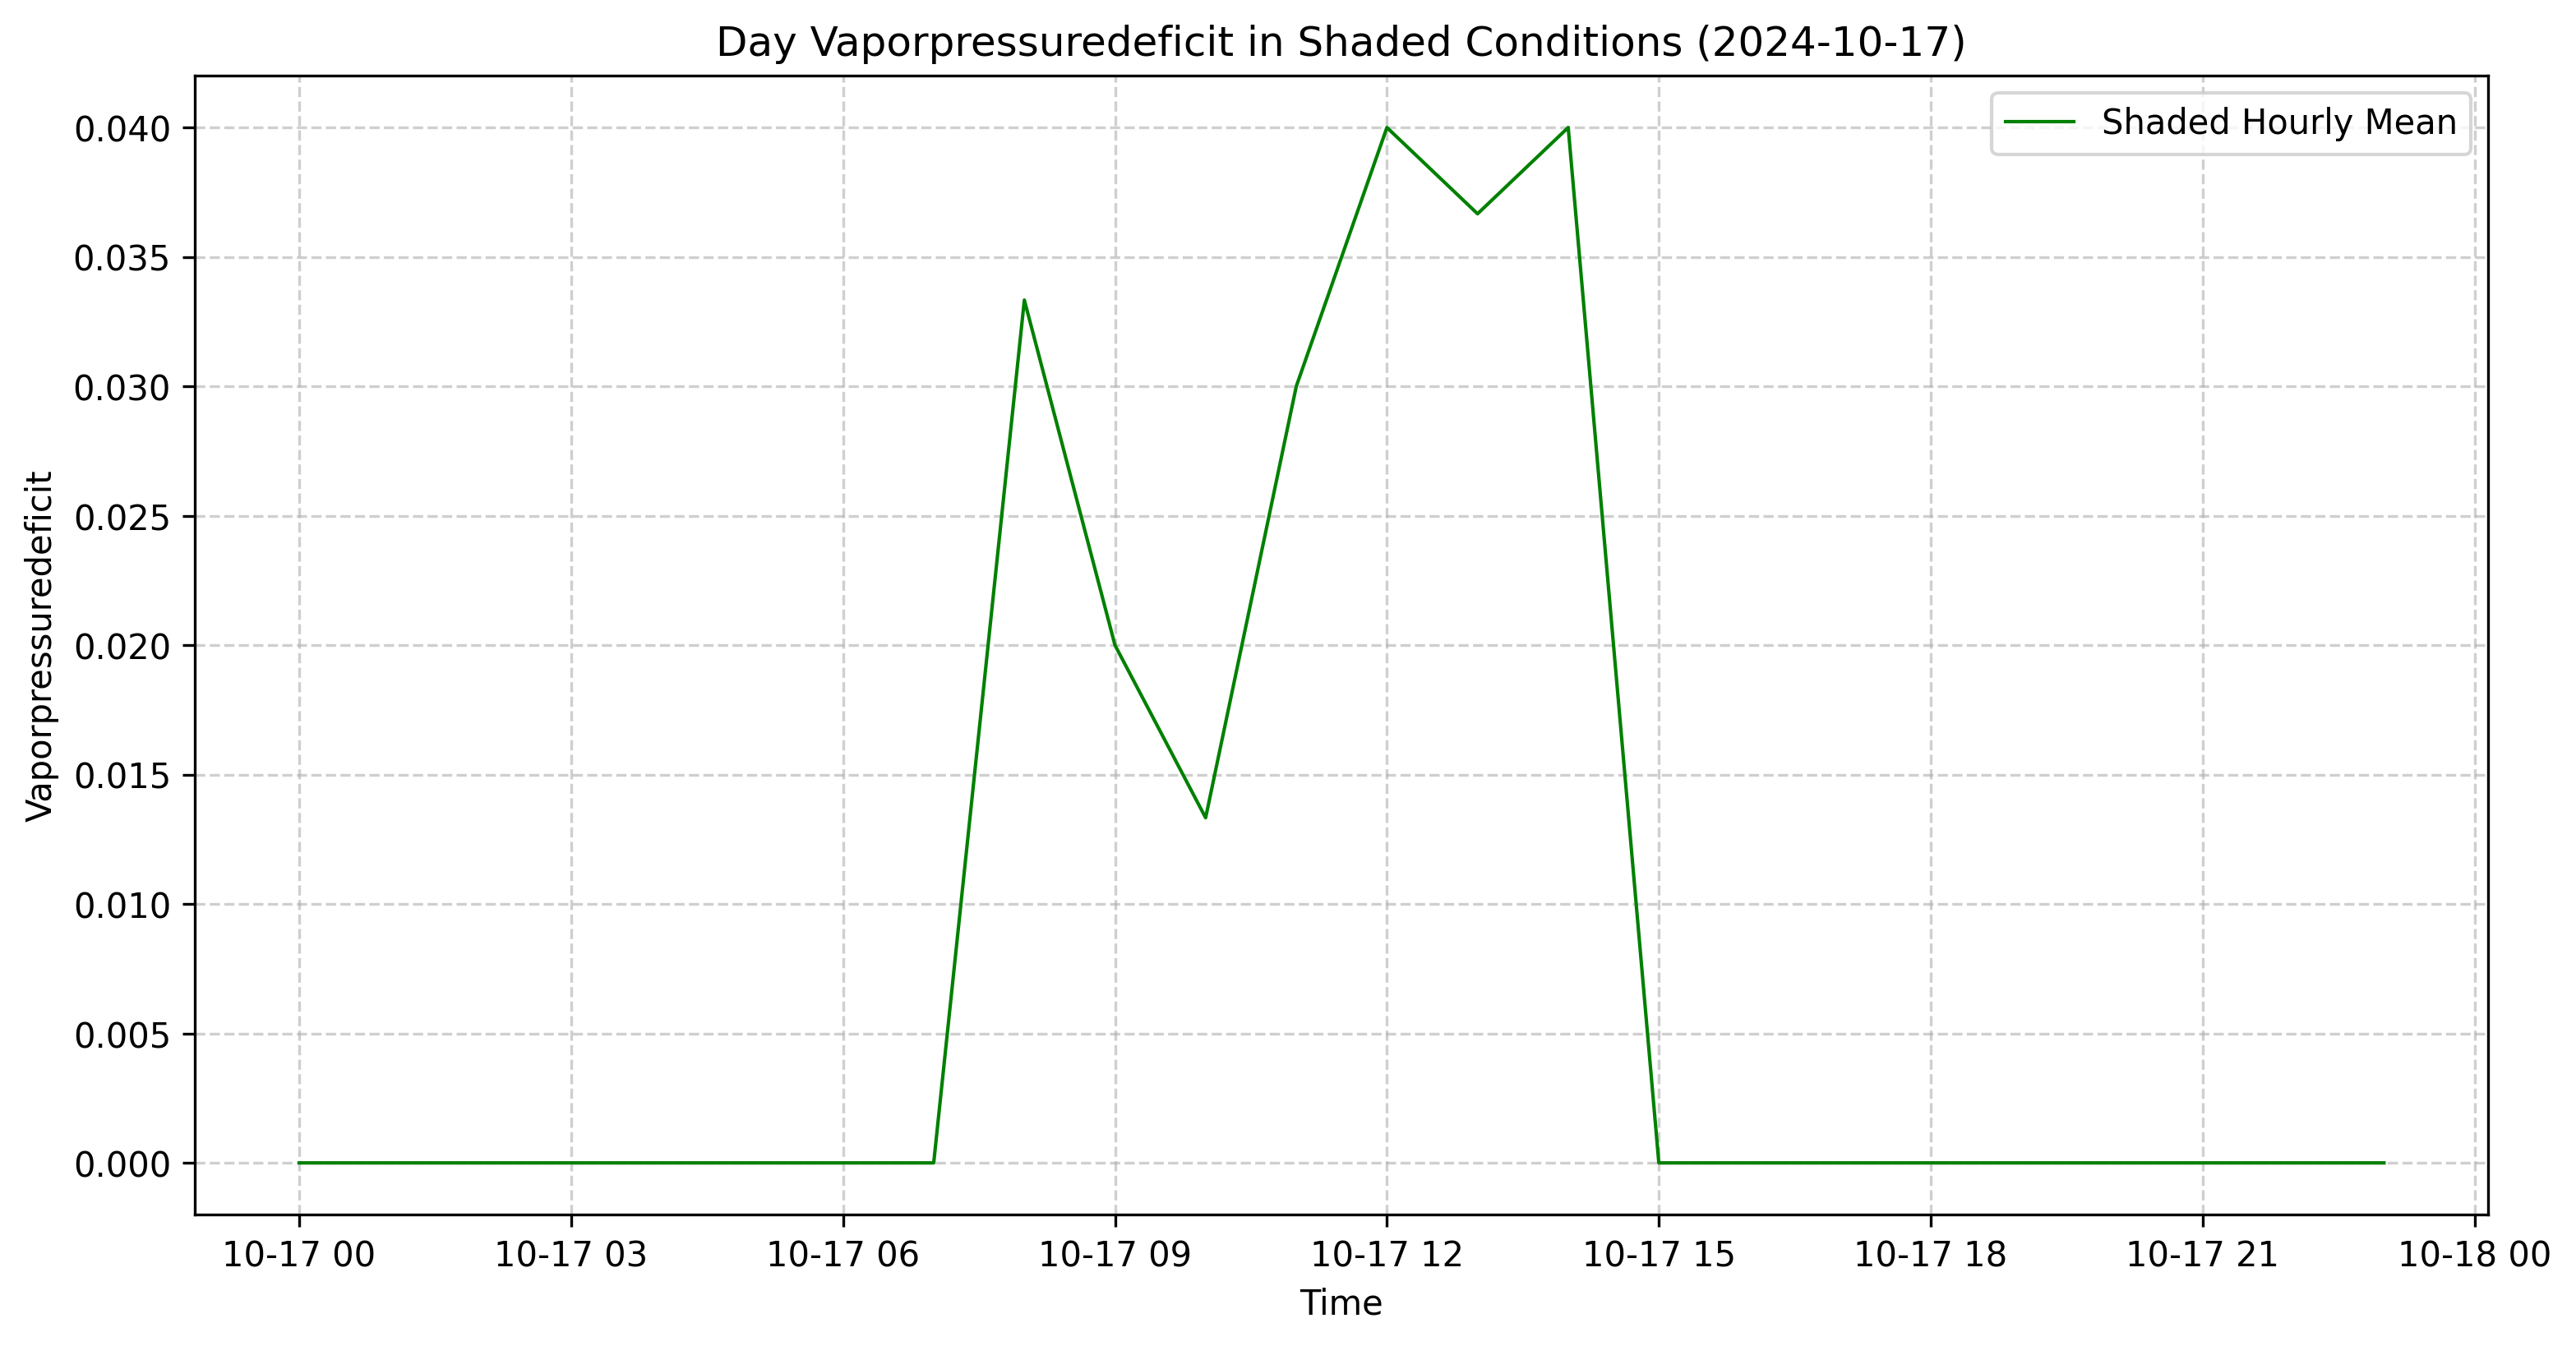 Day Vaporpressuredeficit in Shaded Conditions (2024-10-17)
Shaded Hourly Mean
Vaporpressuredeficit
0.040
0.035
0.030
0.025
0.020
0.015
0.010
0.005
0.000
10-17 00 10-17 03 10-17 06 10-17 09 10-17 12 10-17 15 10-17 18 10-17 21 10-18 00
Time